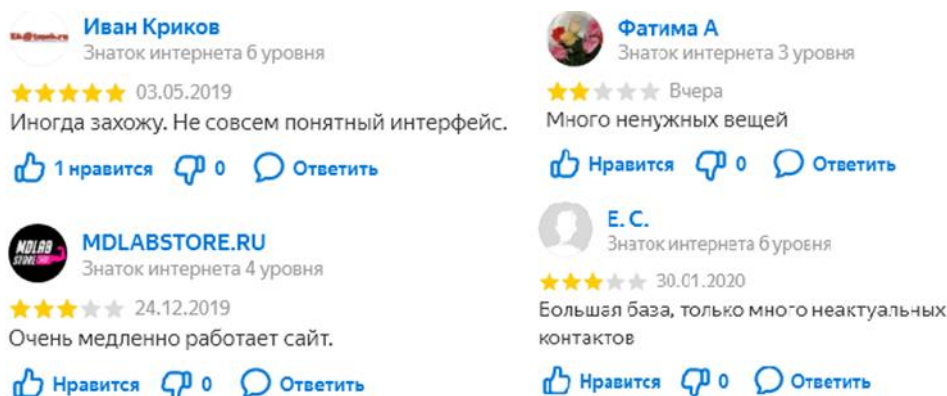 Иван Криков
Знаток интернета 6 уровня
03.05.2019
Иногда захожу. Не совсем понятный интерфейс.
1 нравится 0 Ответить
MDLAB
STORE
MDLABSTORE.RU
Знаток интернета 4 уровня
24.12.2019
Очень медленно работает сайт.
Нравится 0 Ответить
Фатима А
Знаток интернета 3 уровня
Вчера
Много ненужных вещей
Нравится 0 Ответить
Е. С.
Знаток интернета 6 уровня
30.01.2020
Большая база, только много неактуальных
контактов
Нравится 0 Ответить